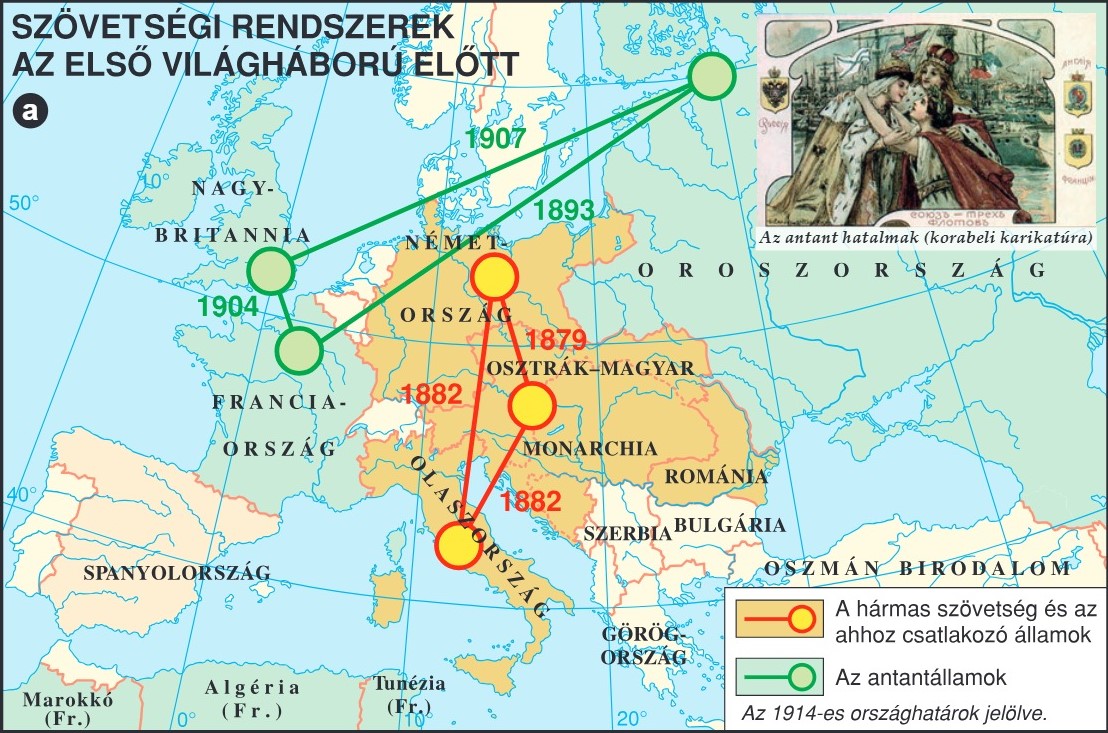 SZÖVETSÉGI RENDSZEREK
AZ ELSŐ VILÁGHÁBORÚ ELŐTT
a
1907
1893
1904
1879
1882
1882
50°
10°
40°
0°
10
20°
NAGY-
BRITANNIA
NÉMET-
ORSZÁG
OROSZORSZÁG
FRANCIA-
ORSZÁG
OSZTRÁK–MAGYAR
MONARCHIA
ROMÁNIA
OLASZORSZÁG
SZERBIA
BULGÁRIA
SPANYOLORSZÁG
OSZMÁN BIRODALOM
GÖRÖG-
ORSZÁG
Marokkó
(Fr.)
Algéria
(Fr.)
Tunézia
(Fr.)
АНГЛІЯ
СОЮЗЪ – ТРЕХЪ
ФЛОТОВЪ
Az antant hatalmak (korabeli karikatúra)
A hármas szövetség és az
ahhoz csatlakozó államok
Az antantállamok
Az 1914-es országhatárok jelölve.